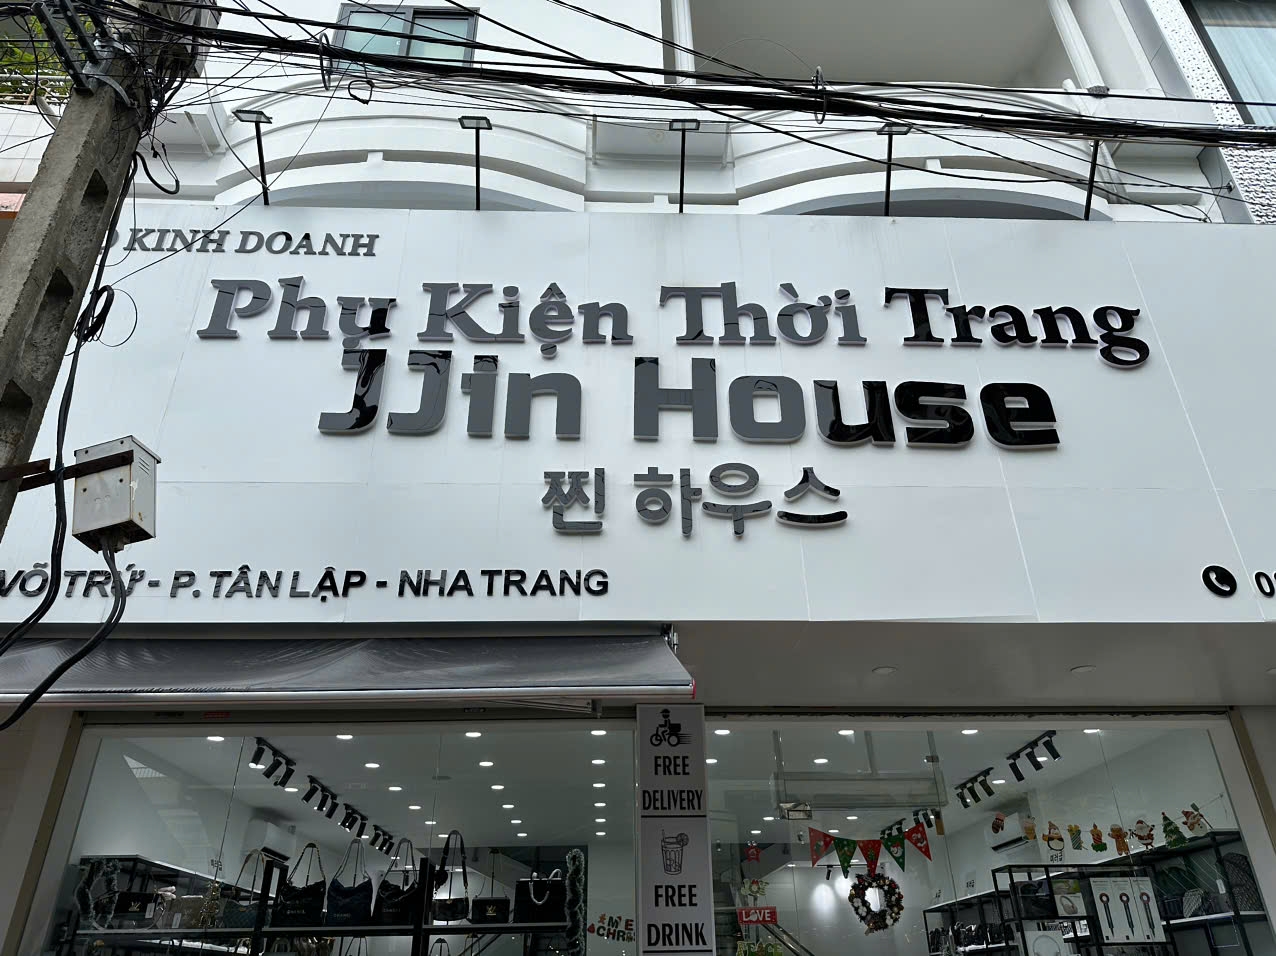 KINH DOANH
Phụ Kiện Thời Trang
JJin House
찐 하우스
VÕ TRỨ - P. TÂN LẬP - NHA TRANG
FREE
DELIVERY
FREE
DRINK
LOVE